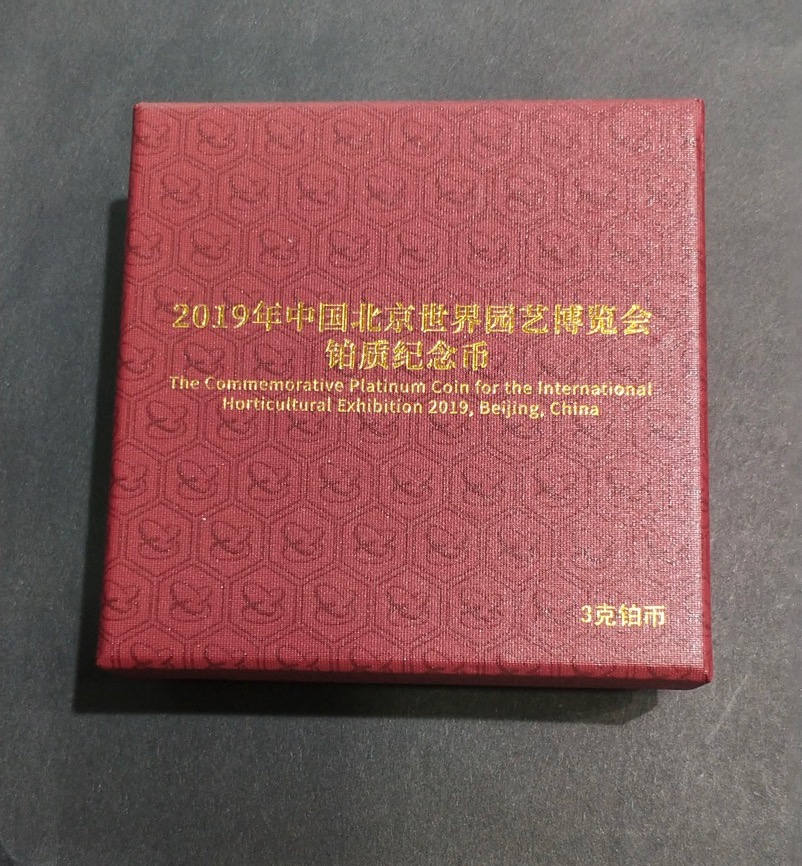 2019年中国北京世界园艺博览会
铂质纪念币
The Commemorative Platinum Coin for the International
Horticultural Exhibition 2019, Beijing, China
3克铂币